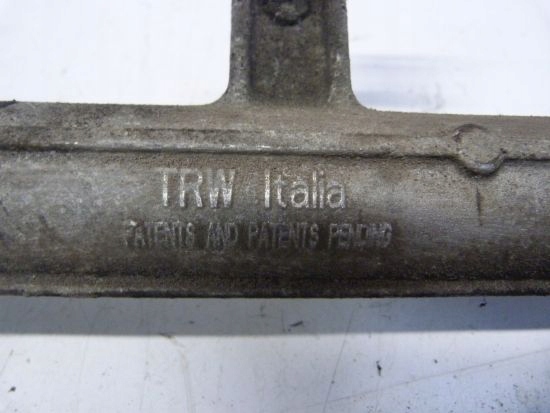 TRW Italia
PATENTS AND PATENTS PENDING